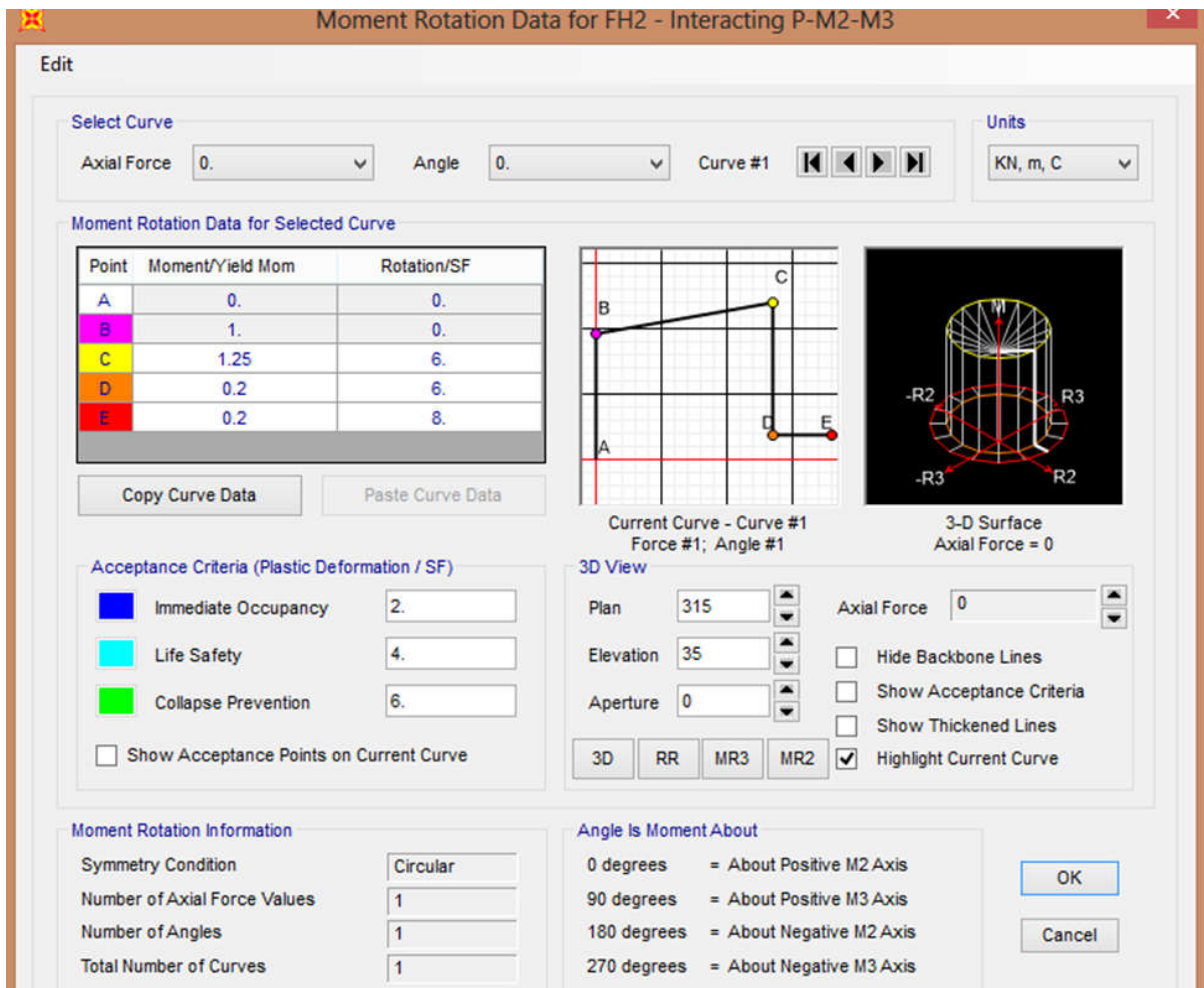 Moment Rotation Data for FH2 - Interacting P-M2-M3
Edit
Select Curve
Axial Force 0. Angle 0. Curve #1
Units
KN, m, C
Moment Rotation Data for Selected Curve
Point Moment/Yield Mom Rotation/SF
A 0. 0.
B 1. 0.
C 1.25 6.
D 0.2 6.
E 0.2 8.
Copy Curve Data Paste Curve Data
B
C
D E
A
Current Curve - Curve #1
Force #1; Angle #1
M
-R2 R3
-R3 R2
3-D Surface
Axial Force = 0
Acceptance Criteria (Plastic Deformation / SF)
Immediate Occupancy 2.
Life Safety 4.
Collapse Prevention 6.
Show Acceptance Points on Current Curve
3D View
Plan 315
Elevation 35
Aperture 0
3D RR MR3 MR2
Axial Force 0
Hide Backbone Lines
Show Acceptance Criteria
Show Thickened Lines
Highlight Current Curve
Moment Rotation Information
Symmetry Condition Circular
Number of Axial Force Values 1
Number of Angles 1
Total Number of Curves 1
Angle Is Moment About
0 degrees = About Positive M2 Axis
90 degrees = About Positive M3 Axis
180 degrees = About Negative M2 Axis
270 degrees = About Negative M3 Axis
OK
Cancel